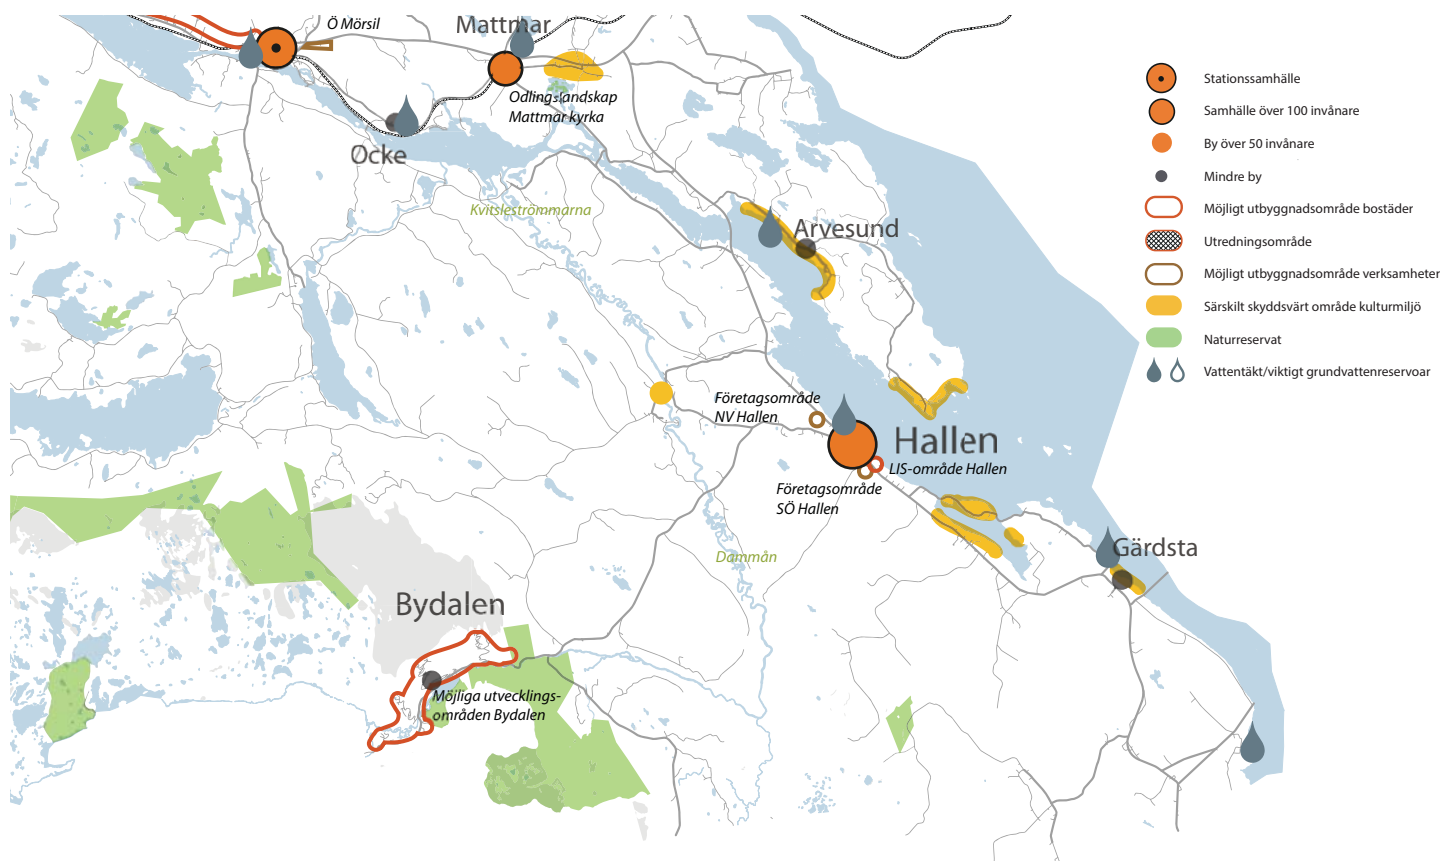 Ö Mörsil
Mattmar
Odlingslandskap
Mattmar kyrka
Ocke
Kvitsleströmmarna
Arvesund
Företagsområde
NV Hallen
Hallen
LIS-område Hallen
Företagsområde
SÖ Hallen
Dammån
Gärdsta
Bydalen
Möjliga utvecklings-
områden Bydalen
Stationssamhälle
Samhälle över 100 invånare
By över 50 invånare
Mindre by
Möjligt utbyggnadsområde bostäder
Utredningsområde
Möjligt utbyggnadsområde verksamheter
Särskilt skyddsvärt område kulturmiljö
Naturreservat
Vattentäkt/viktigt grundvattenreservoar